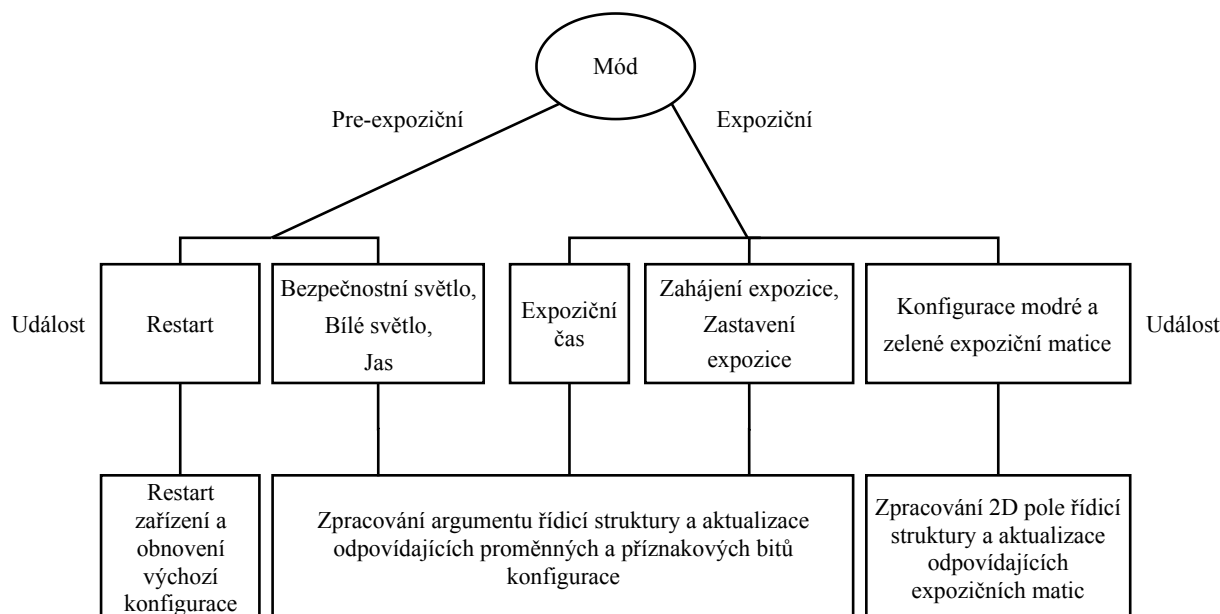 Mód
Pre-expoziční
Expoziční
Událost
Restart
Bezpečnostní světlo,
Bílé světlo,
Jas
Expoziční
čas
Zahájení expozice,
Zastavení
expozice
Konfigurace modré a
zelené expoziční matice
Událost
Restart
zařízení a
obnovení
výchozí
konfigurace
Zpracování argumentu řídicí struktury a aktualizace
odpovídajících proměnných a příznakových bitů
konfigurace
Zpracování 2D pole řídicí
struktury a aktualizace
odpovídajících
expozičních matic